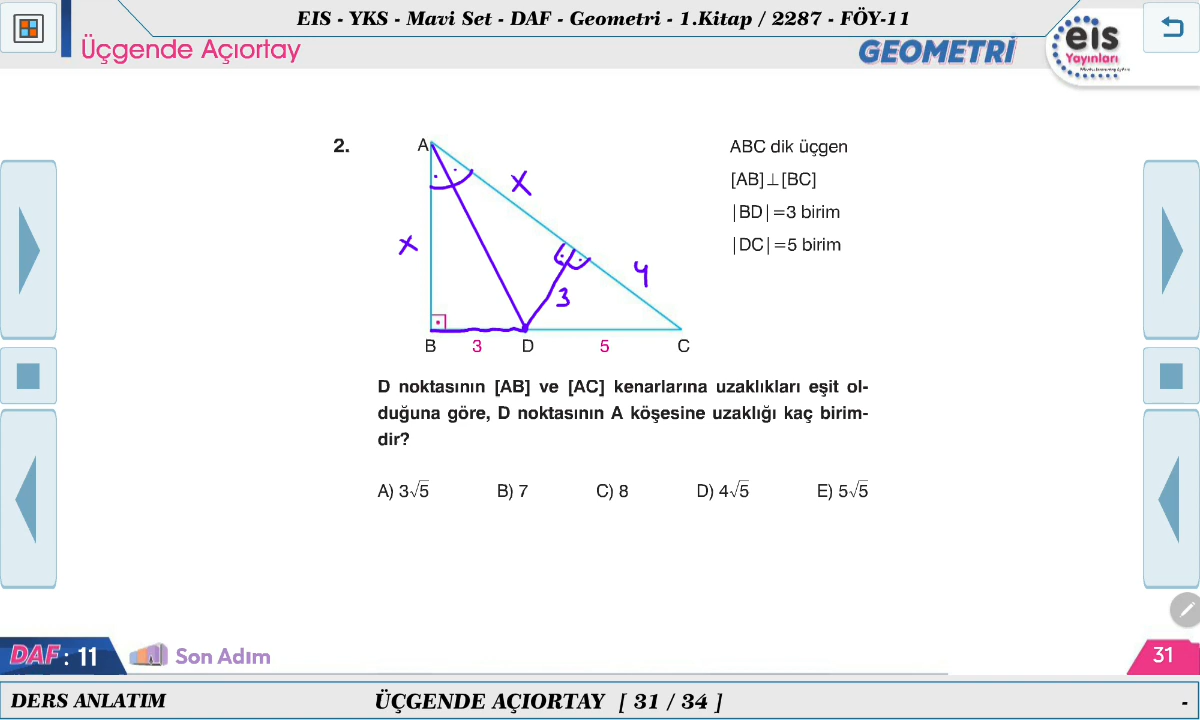 EIS - YKS - Mavi Set - DAF - Geometri - 1.Kitap / 2287 - FÖY-11
Üçgende Açıortay
GEOMETRİ
eis
Yayınları
2.
A
x
x
4
3
B 3 D 5 C
ABC dik üçgen
[AB]⊥[BC]
|BD|=3 birim
|DC|=5 birim
D noktasının [AB] ve [AC] kenarlarına uzaklıkları eşit ol-
duğuna göre, D noktasının A köşesine uzaklığı kaç birim-
dir?
A) 3√5 B) 7 C) 8 D) 4√5 E) 5√5
DAF : 11 Son Adım
31
DERS ANLATIM ÜÇGENDE AÇIORTAY [ 31 / 34 ] -